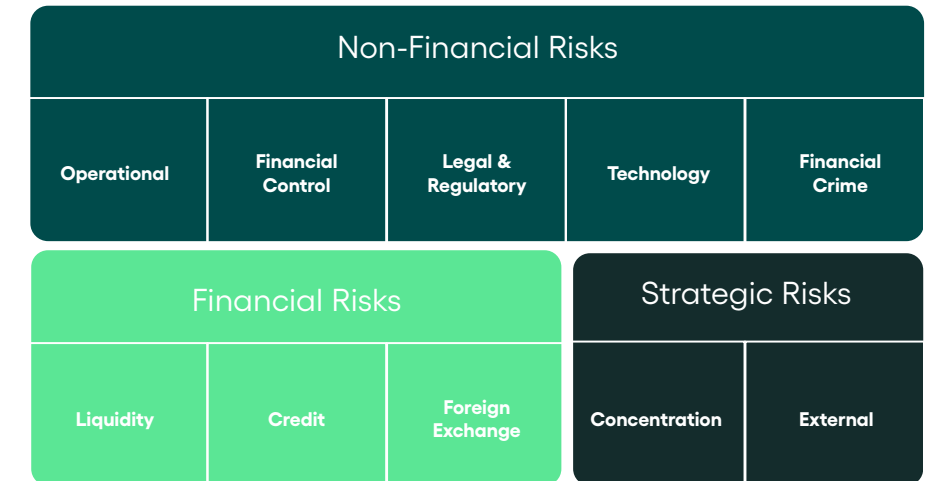 Non-Financial Risks
Operational
Financial
Control
Legal &
Regulatory
Technology
Financial
Crime
Financial Risks
Liquidity
Credit
Foreign
Exchange
Strategic Risks
Concentration
External